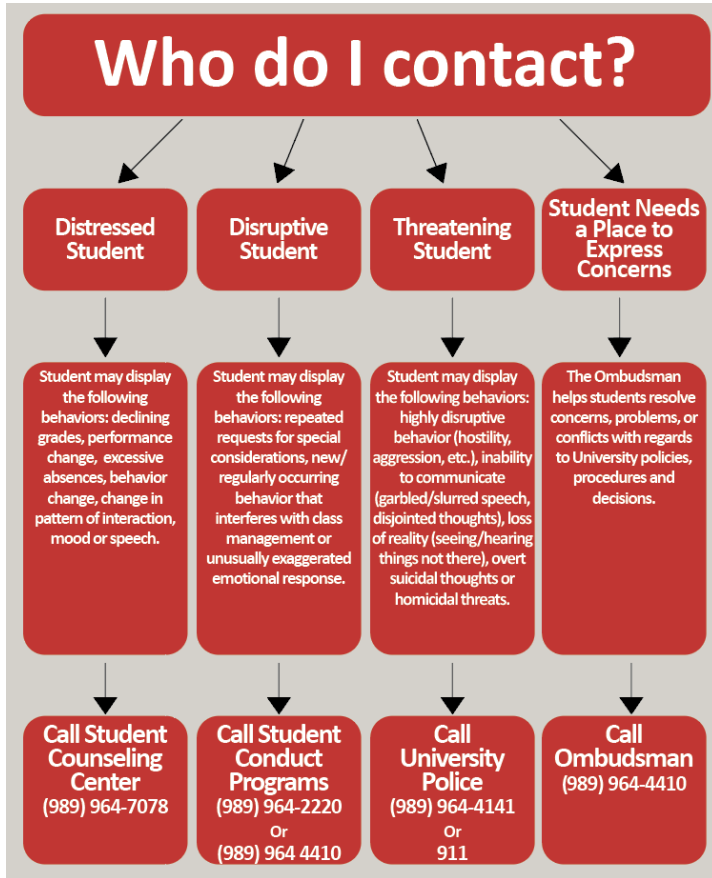 Who do I contact?
Distressed
Student
Disruptive
Student
Threatening
Student
Student Needs
a Place to
Express
Concerns
Student may display
the following
behaviors: declining
grades, performance
change, excessive
absences, behavior
change, change in
pattern of interaction,
mood or speech.
Student may display
the following
behaviors: repeated
requests for special
considerations, new/
regularly occurring
behavior that
interferes with class
management or
unusually exaggerated
emotional response.
Student may display
the following behaviors:
highly disruptive
behavior (hostility,
aggression, etc.), inability
to communicate
(garbled/slurred speech,
disjointed thoughts), loss
of reality (seeing/hearing
things not there), overt
suicidal thoughts or
homicidal threats.
The Ombudsman
helps students resolve
concerns, problems, or
conflicts with regards
to University policies,
procedures and
decisions.
Call Student
Counseling
Center
(989) 964-7078
Call Student
Conduct
Programs
(989) 964-2220
Or
(989) 964 4410
Call
University
Police
(989) 964-4141
Or
911
Call
Ombudsman
(989) 964-4410